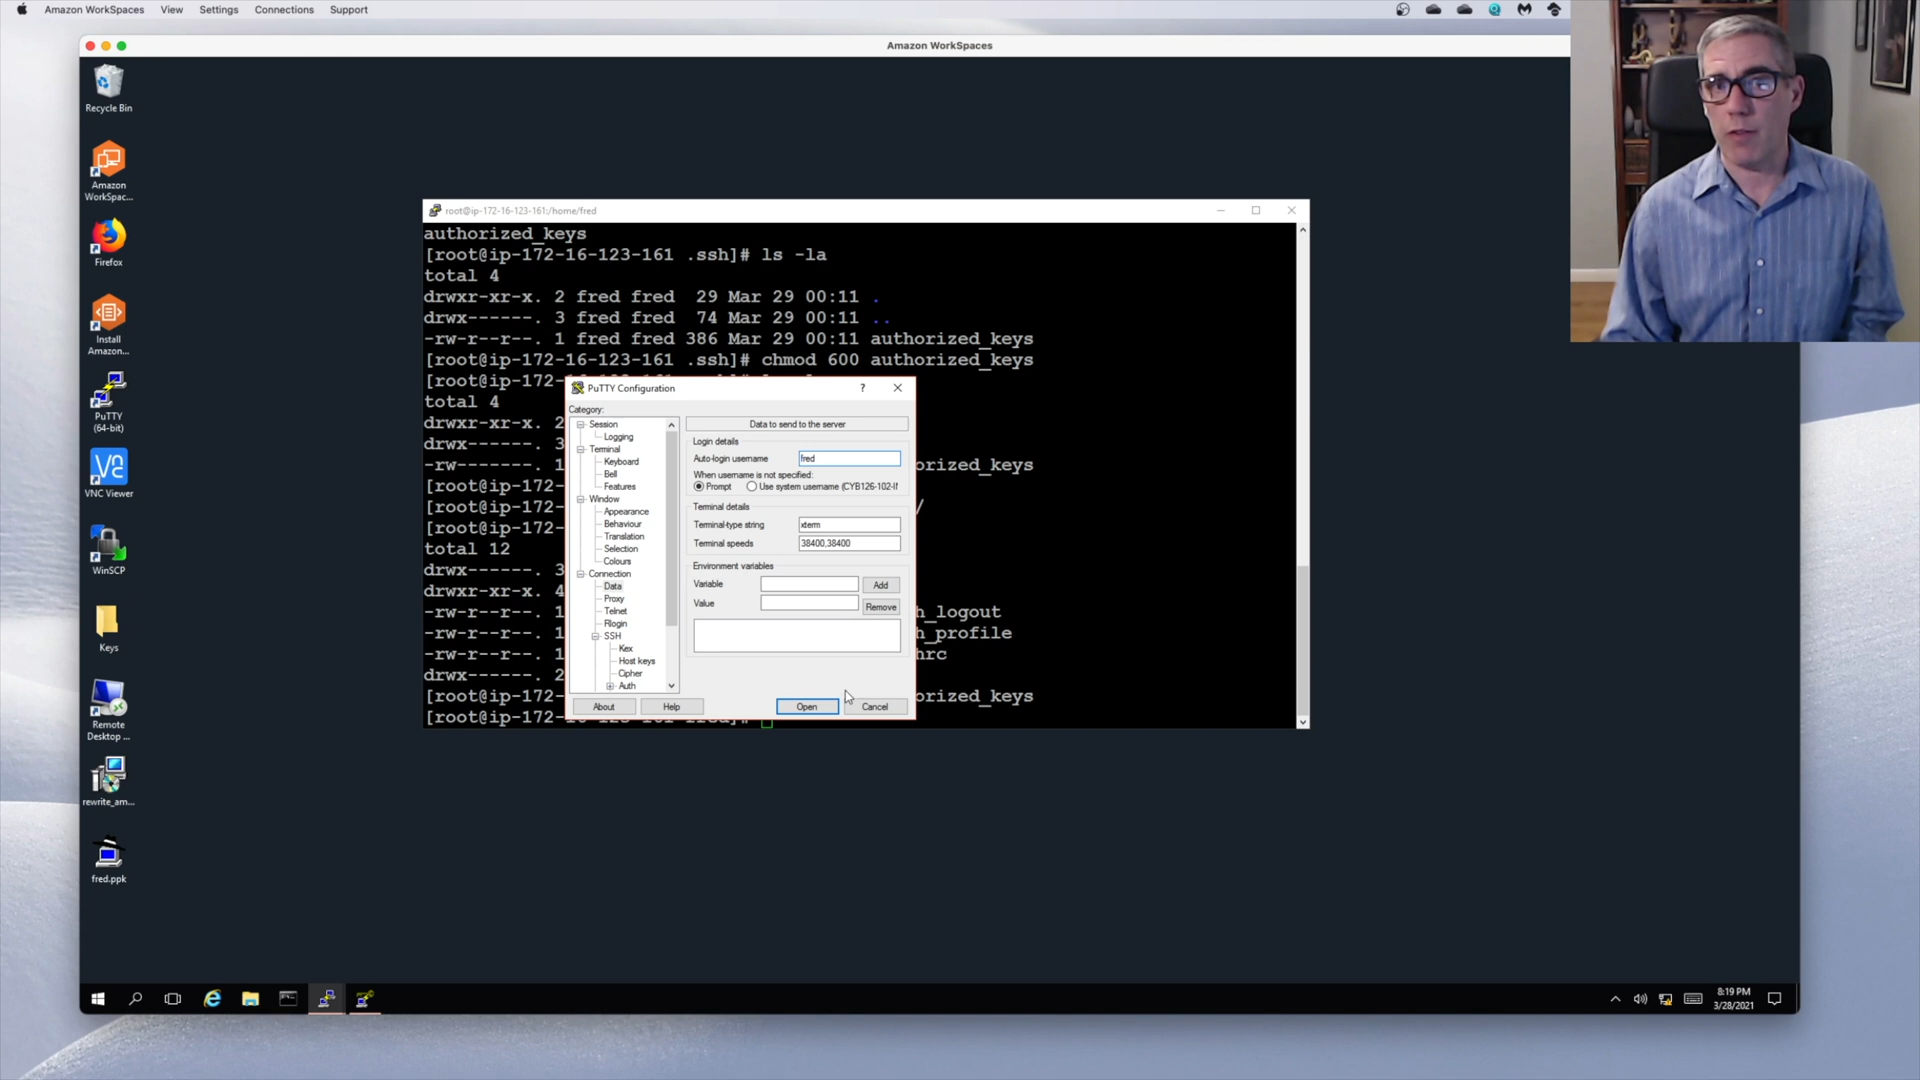 Amazon WorkSpaces View Settings Connections Support
Amazon WorkSpaces
Recycle Bin
Amazon
WorkSpac...
Firefox
Install
Amazon...
PuTTY
(64-bit)
VNC Viewer
WinSCP
Keys
Remote
Desktop ...
rewrite_am...
fred.ppk
root@ip-172-16-123-161:/home/fred
authorized_keys
[root@ip-172-16-123-161 .ssh]# ls -la
total 4
drwxr-xr-x. 2 fred fred 29 Mar 29 00:11 .
drwx------. 3 fred fred 74 Mar 29 00:11 ..
-rw-r--r--. 1 fred fred 386 Mar 29 00:11 authorized_keys
[root@ip-172-16-123-161 .ssh]# chmod 600 authorized_keys
[root@ip-172-
total 4
drwxr-xr-x. 2
drwx------. 3
-rw-------. 1 orized_keys
[root@ip-172-
[root@ip-172- /
[root@ip-172-
total 12
drwx------. 3
drwxr-xr-x. 4
-rw-r--r--. 1 h_logout
-rw-r--r--. 1 h_profile
-rw-r--r--. 1 hrc
drwx------. 2
[root@ip-172- orized_keys
[root@ip-172-
PuTTY Configuration
Category:
Session
Logging
Terminal
Keyboard
Bell
Features
Window
Appearance
Behaviour
Translation
Selection
Colours
Connection
Data
Proxy
Telnet
Rlogin
SSH
Kex
Host keys
Cipher
Auth
Data to send to the server
Login details
Auto-login username fred
When username is not specified:
Prompt Use system username (CYB126-102-I
Terminal details
Terminal-type string xterm
Terminal speeds 38400,38400
Environment variables
Variable Add
Value Remove
About Help Open Cancel
8:19 PM
3/28/2021